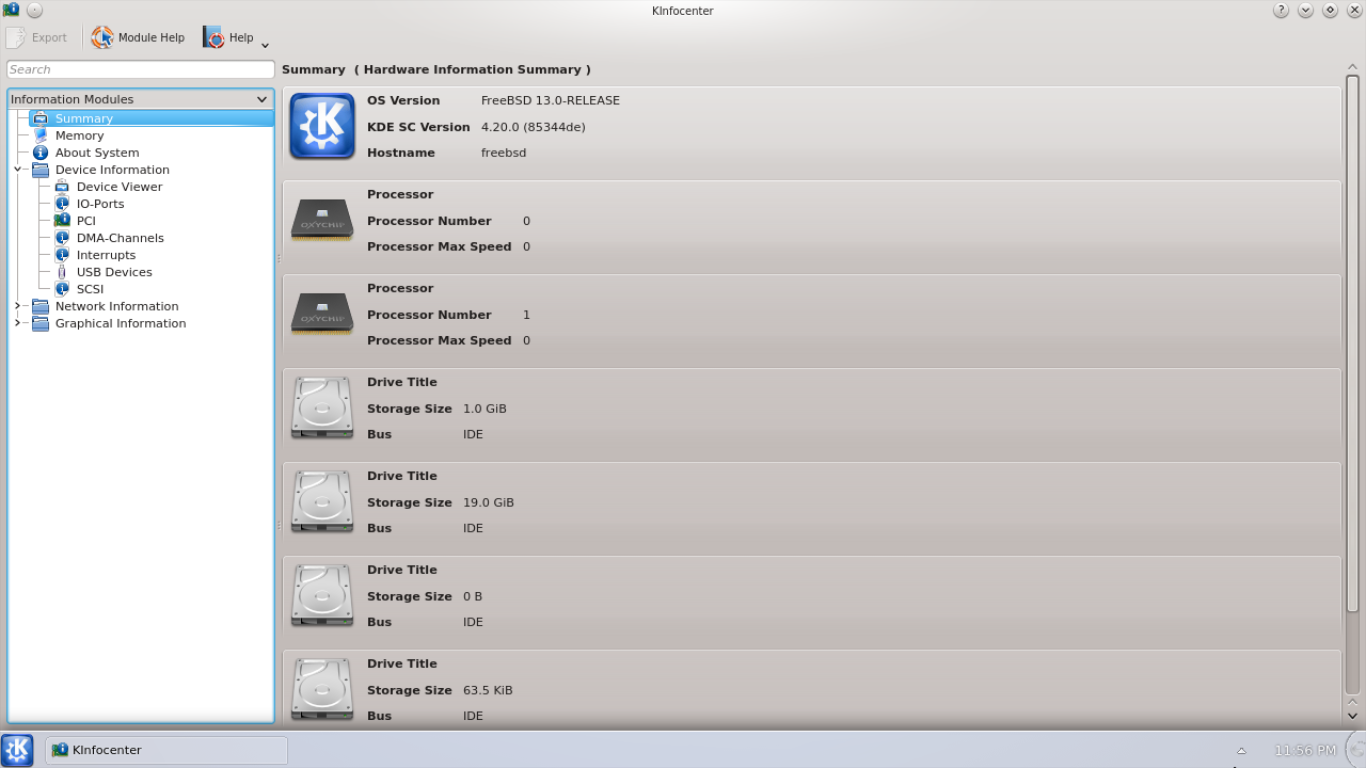 KInfocenter
Export
Module Help
Help
Search
Information Modules
Summary
Memory
About System
Device Information
Device Viewer
IO-Ports
PCI
DMA-Channels
Interrupts
USB Devices
SCSI
Network Information
Graphical Information
Summary ( Hardware Information Summary )
OS Version FreeBSD 13.0-RELEASE
KDE SC Version 4.20.0 (85344de)
Hostname freebsd
OXYCHIP
Processor
Processor Number 0
Processor Max Speed 0
OXYCHIP
Processor
Processor Number 1
Processor Max Speed 0
Drive Title
Storage Size 1.0 GiB
Bus IDE
Drive Title
Storage Size 19.0 GiB
Bus IDE
Drive Title
Storage Size 0 B
Bus IDE
Drive Title
Storage Size 63.5 KiB
Bus IDE
KInfocenter
11:56 PM